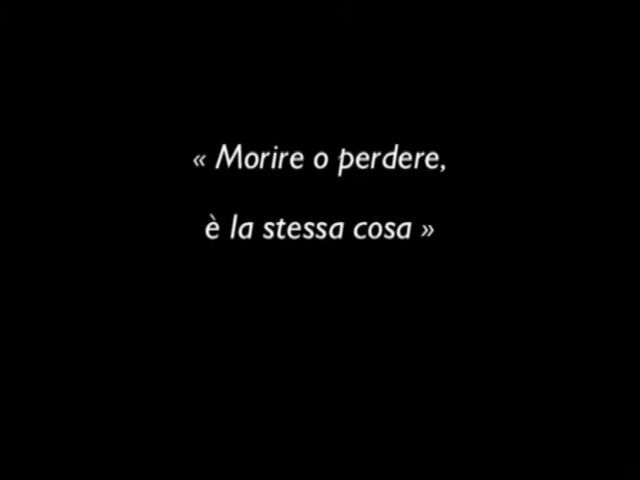 « Morire o perdere,
è la stessa cosa »